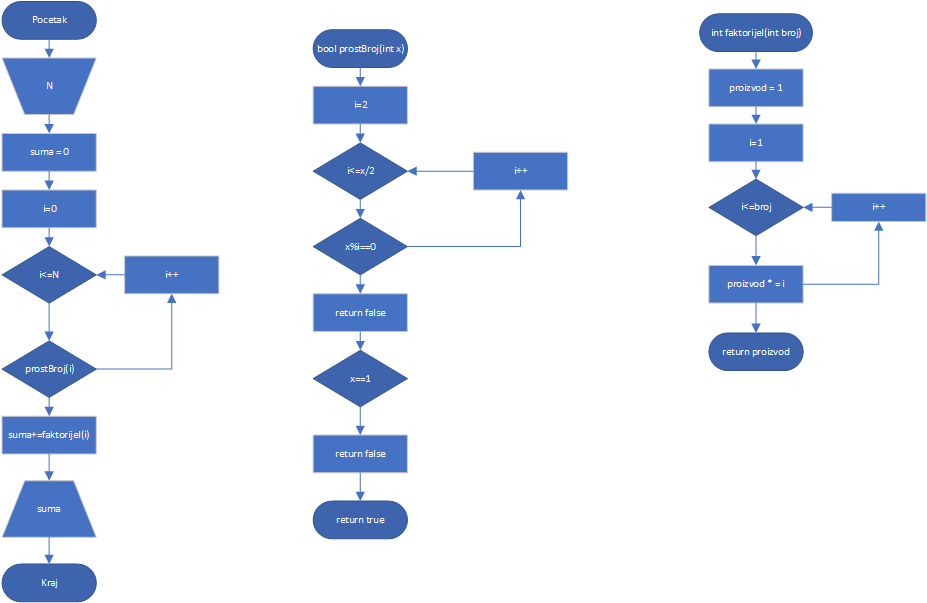 Pocetak
N
suma = 0
i=0
i<=N
i++
prostBroj(i)
suma+=faktorijel(i)
suma
Kraj
bool prostBroj(int x)
i=2
i<=x/2
i++
x%i==0
return false
x==1
return false
return true
int faktorijel(int broj)
proizvod = 1
i=1
i<=broj
i++
proizvod * = i
return proizvod